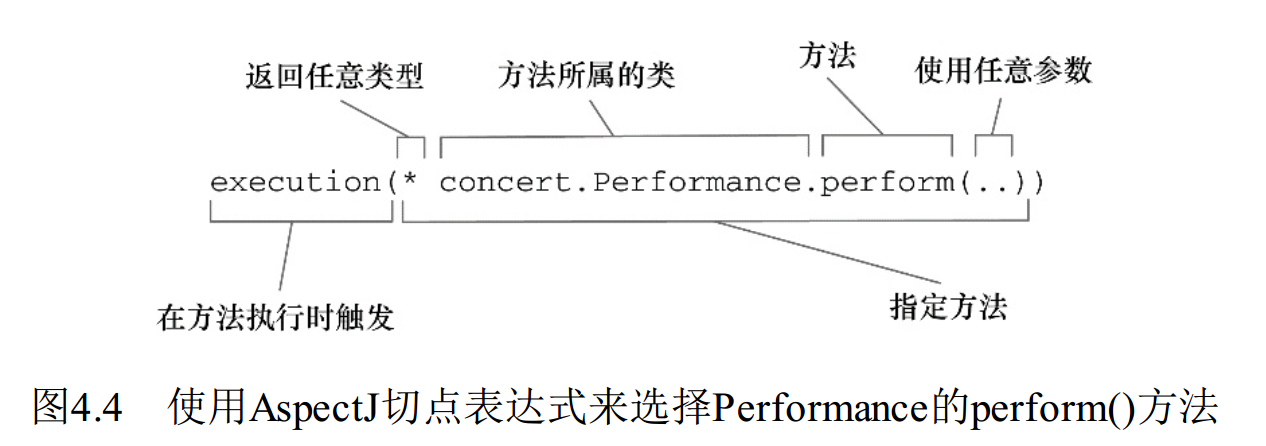 返回任意类型 方法所属的类 方法 使用任意参数
execution(* concert.Performance.perform(..))
在方法执行时触发 指定方法
图4.4 使用AspectJ切点表达式来选择Performance的perform()方法